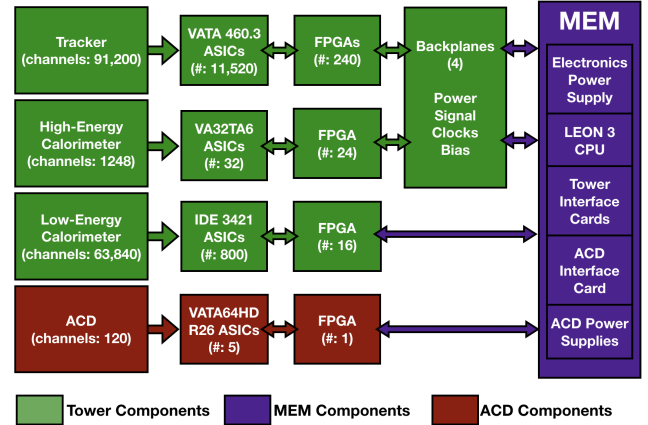 Tracker
(channels: 91,200)
VATA 460.3
ASICs
(#: 11,520)
FPGAs
(#: 240)
Backplanes
(4)
Power
Signal
Clocks
Bias
High-Energy
Calorimeter
(channels: 1248)
VA32TA6
ASICs
(#: 32)
FPGA
(#: 24)
Low-Energy
Calorimeter
(channels: 63,840)
IDE 3421
ASICs
(#: 800)
FPGA
(#: 16)
ACD
(channels: 120)
VATA64HD
R26 ASICs
(#: 5)
FPGA
(#: 1)
MEM
Electronics
Power
Supply
LEON 3
CPU
Tower
Interface
Cards
ACD
Interface
Card
ACD Power
Supplies
Tower Components
MEM Components
ACD Components